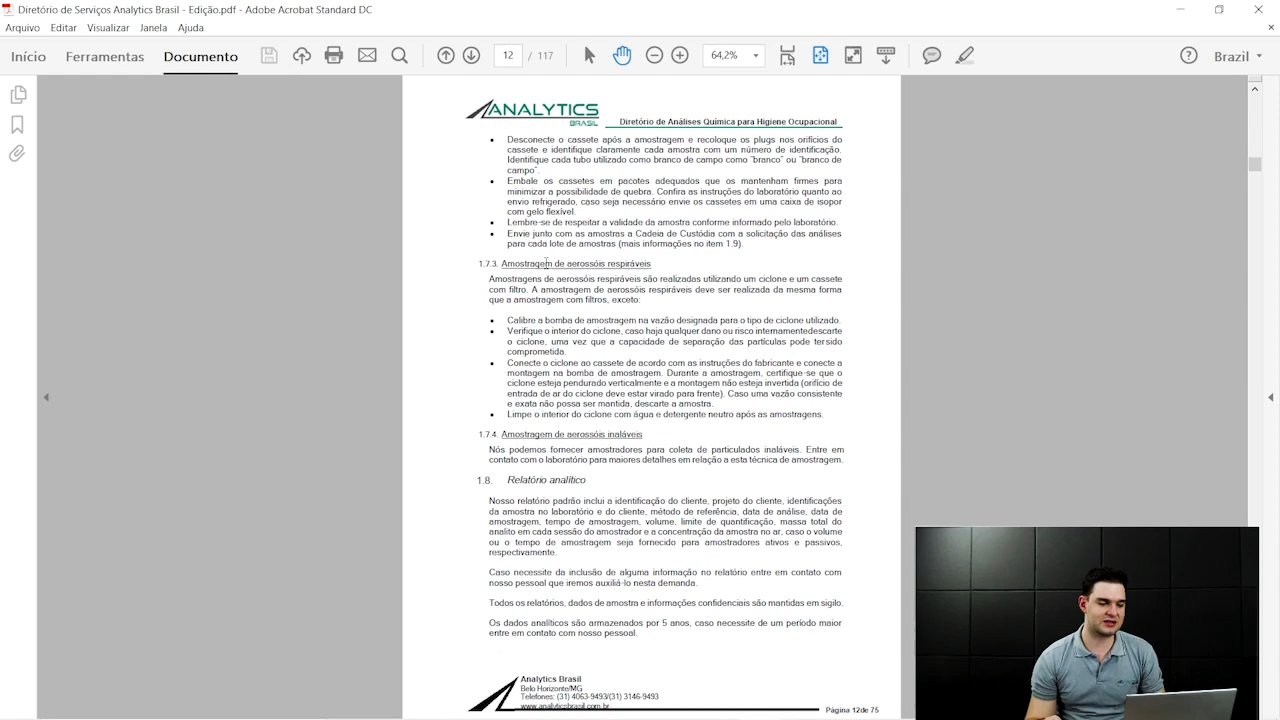 Diretório de Serviços Analytics Brasil - Edição.pdf - Adobe Acrobat Standard DC
Arquivo Editar Visualizar Janela Ajuda
Início Ferramentas Documento 12 / 117 64,2% Brazil
ANALYTICS
BRASIL
Diretório de Análises Química para Higiene Ocupacional
• Desconecte o cassete após a amostragem e recoloque os plugs nos orifícios do
cassete e identifique claramente cada amostra com um número de identificação.
Identifique cada tubo utilizado como branco de campo como "branco" ou "branco de
campo".
• Embale os cassetes em pacotes adequados que os mantenham firmes para
minimizar a possibilidade de quebra. Confira as instruções do laboratório quanto ao
envio refrigerado, caso seja necessário envie os cassetes em uma caixa de isopor
com gelo flexível.
• Lembre-se de respeitar a validade da amostra conforme informado pelo laboratório.
• Envie junto com as amostras a Cadeia de Custódia com a solicitação das análises
para cada lote de amostras (mais informações no item 1.9).
1.7.3. Amostragem de aerossóis respiráveis
Amostragens de aerossóis respiráveis são realizadas utilizando um ciclone e um cassete
com filtro. A amostragem de aerossóis respiráveis deve ser realizada da mesma forma
que a amostragem com filtros, exceto:
• Calibre a bomba de amostragem na vazão designada para o tipo de ciclone utilizado.
• Verifique o interior do ciclone, caso haja qualquer dano ou risco internamentedescarte
o ciclone, uma vez que a capacidade de separação das partículas pode tersido
comprometida.
• Conecte o ciclone ao cassete de acordo com as instruções do fabricante e conecte a
montagem na bomba de amostragem. Durante a amostragem, certifique-se que o
ciclone esteja pendurado verticalmente e a montagem não esteja invertida (orifício de
entrada de ar do ciclone deve estar virado para frente). Caso uma vazão consistente
e exata não possa ser mantida, descarte a amostra.
• Limpe o interior do ciclone com água e detergente neutro após as amostragens.
1.7.4. Amostragem de aerossóis inaláveis
Nós podemos fornecer amostradores para coleta de particulados inaláveis. Entre em
contato com o laboratório para maiores detalhes em relação a esta técnica de amostragem.
1.8. Relatório analítico
Nosso relatório padrão inclui a identificação do cliente, projeto do cliente, identificações
da amostra no laboratório e do cliente, método de referência, data de análise, data de
amostragem, tempo de amostragem, volume, limite de quantificação, massa total do
analito em cada sessão do amostrador e a concentração da amostra no ar, caso o volume
ou o tempo de amostragem seja fornecido para amostradores ativos e passivos,
respectivamente.
Caso necessite da inclusão de alguma informação no relatório entre em contato com
nosso pessoal que iremos auxiliá-lo nesta demanda.
Todos os relatórios, dados de amostra e informações confidenciais são mantidas em sigilo.
Os dados analíticos são armazenados por 5 anos, caso necessite de um período maior
entre em contato com nosso pessoal.
Analytics Brasil
Belo Horizonte/MG
Telefones: (31) 4063-9493/(31) 3146-9493
www.analyticsbrasil.com.br
Página 12de 75